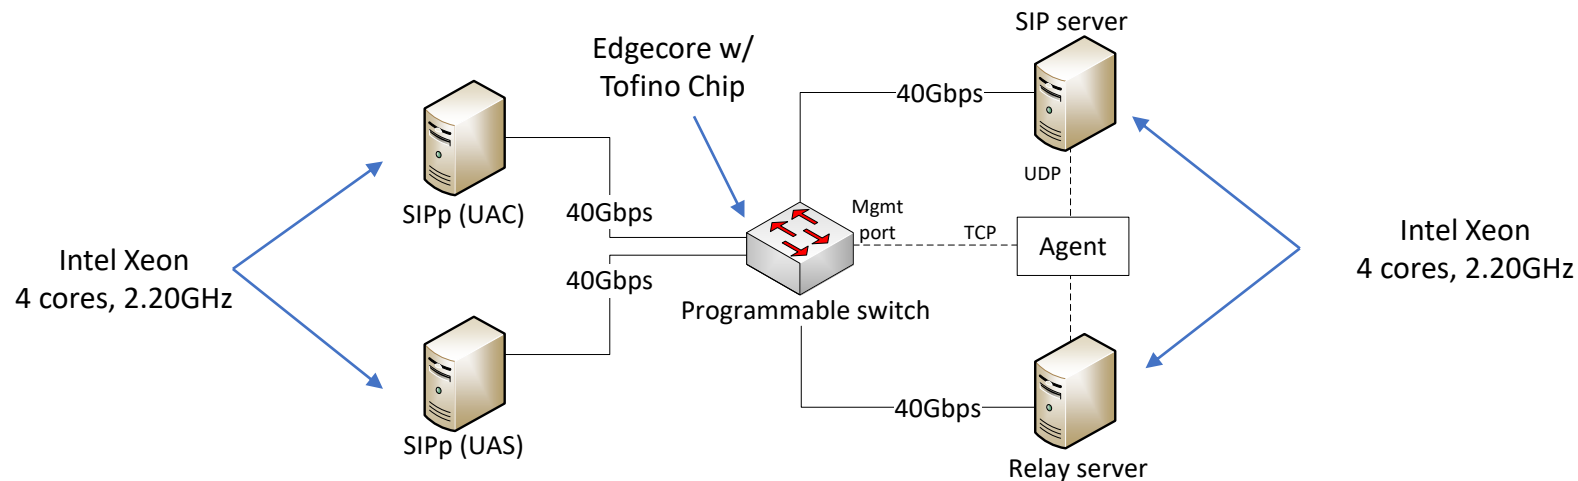 SIP server
Edgecore w/
Tofino Chip
40Gbps
UDP
SIPp (UAC)
40Gbps
Mgmt
port
TCP
Agent
Intel Xeon
4 cores, 2.20GHz
Intel Xeon
4 cores, 2.20GHz
40Gbps
Programmable switch
40Gbps
SIPp (UAS)
Relay server